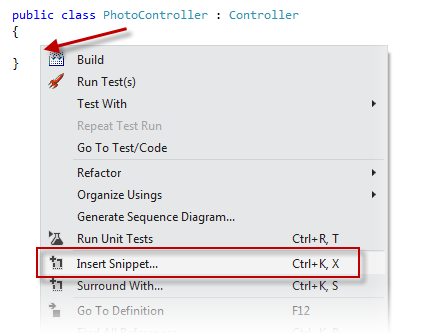 public class PhotoController : Controller
{
}
Build
Run Test(s)
Test With
Repeat Test Run
Go To Test/Code
Refactor
Organize Usings
Generate Sequence Diagram...
Run Unit Tests Ctrl+R, T
Insert Snippet... Ctrl+K, X
Surround With... Ctrl+K, S
Go To Definition F12